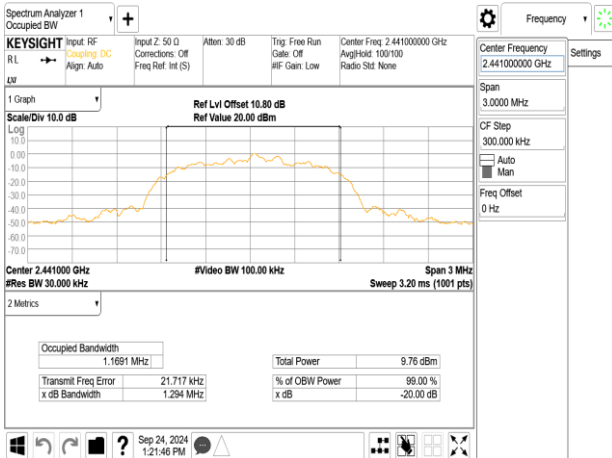 Spectrum Analyzer 1
Occupied BW
Frequency
KEYSIGHT
RL
Input: RF
Coupling: DC
Align: Auto
Input Z: 50 Ω
Corrections: Off
Freq Ref: Int (S)
Atten: 30 dB
Trig: Free Run
Gate: Off
#IF Gain: Low
Center Freq: 2.441000000 GHz
Avg|Hold: 100/100
Radio Std: None
Center Frequency
2.441000000 GHz
Settings
Span
3.0000 MHz
CF Step
300.000 kHz
Auto
Man
Freq Offset
0 Hz
1 Graph
Scale/Div 10.0 dB
Ref Lvl Offset 10.80 dB
Ref Value 20.00 dBm
Log
10.0
0.00
-10.0
-20.0
-30.0
-40.0
-50.0
-60.0
-70.0
Center 2.441000 GHz
#Res BW 30.000 kHz
#Video BW 100.00 kHz
Span 3 MHz
Sweep 3.20 ms (1001 pts)
2 Metrics
Occupied Bandwidth
1.1691 MHz
Total Power 9.76 dBm
Transmit Freq Error 21.717 kHz
% of OBW Power 99.00 %
x dB Bandwidth 1.294 MHz
x dB -20.00 dB
?
Sep 24, 2024
1:21:46 PM